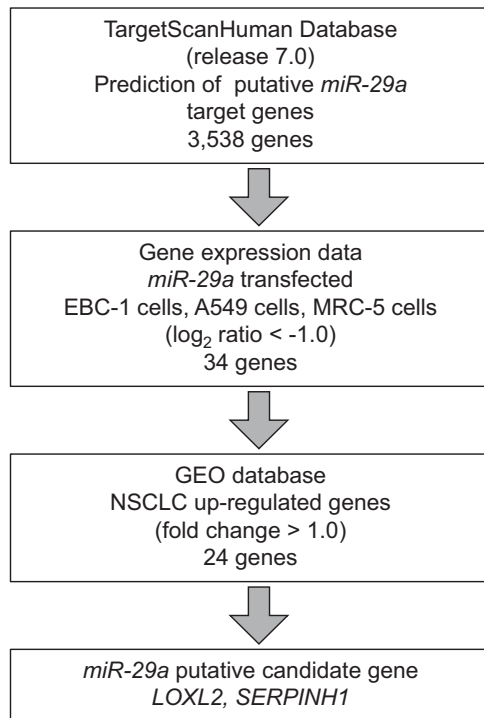 TargetScanHuman Database
(release 7.0)
Prediction of putative miR-29a
target genes
3,538 genes
Gene expression data
miR-29a transfected
EBC-1 cells, A549 cells, MRC-5 cells
(log2 ratio < -1.0)
34 genes
GEO database
NSCLC up-regulated genes
(fold change > 1.0)
24 genes
miR-29a putative candidate gene
LOXL2, SERPINH1